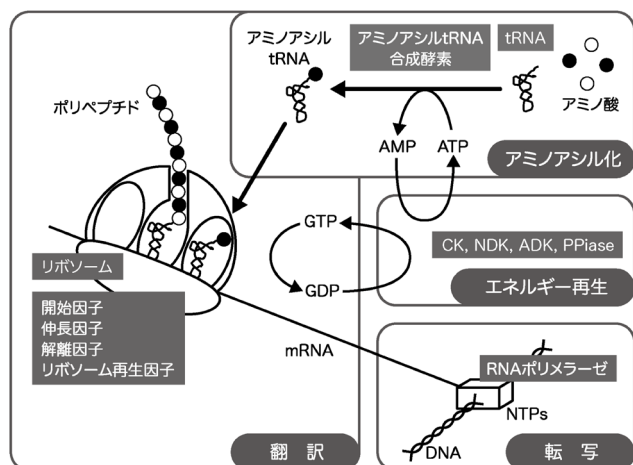 アミノアシル
tRNA
アミノアシルtRNA
合成酵素
tRNA
アミノ酸
ポリペプチド
AMP
ATP
アミノアシル化
GTP
GDP
CK, NDK, ADK, PPiase
エネルギー再生
リボソーム
開始因子
伸長因子
解離因子
リボソーム再生因子
mRNA
RNAポリメラーゼ
NTPs
DNA
翻 訳
転 写